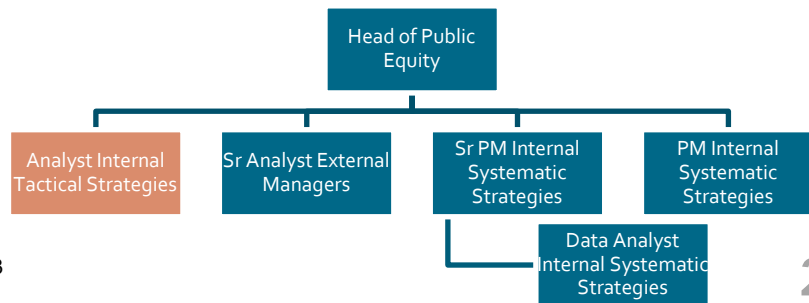 Head of Public
Equity
Analyst Internal
Tactical Strategies
Sr Analyst External
Managers
Sr PM Internal
Systematic
Strategies
PM Internal
Systematic
Strategies
Data Analyst
Internal Systematic
Strategies